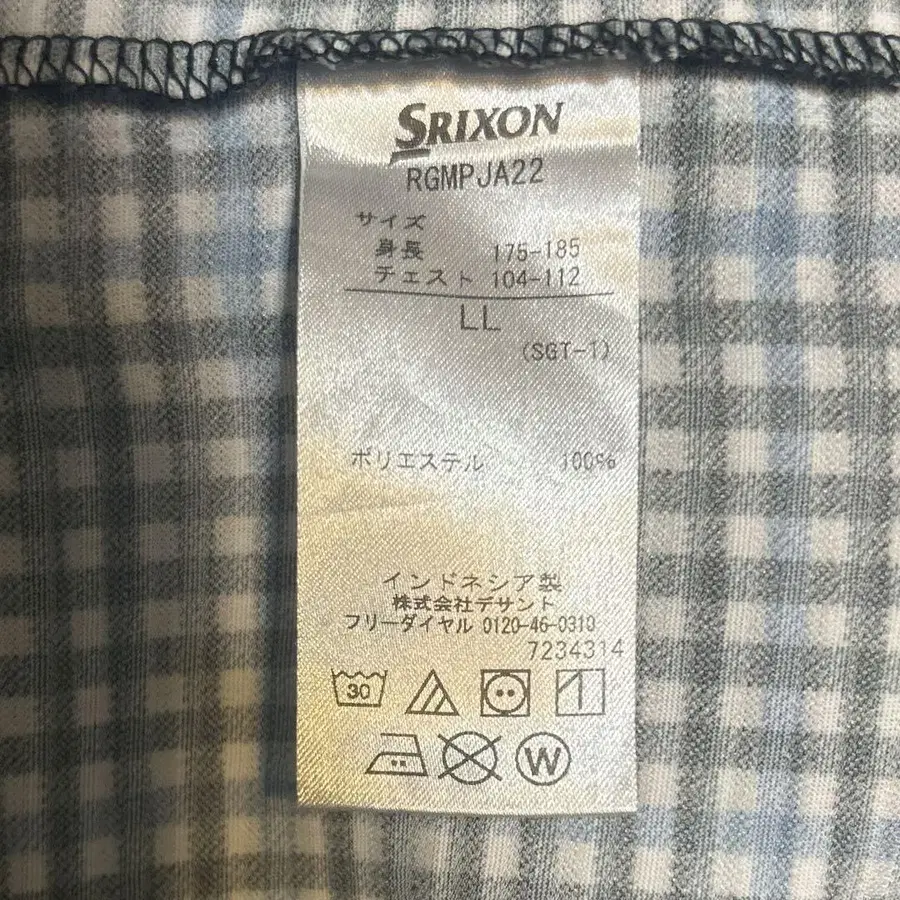 SRIXON
RGMPJA22
サイズ
身長 175-185
チェスト 104-112
LL
(SGT-1)
ポリエステル 100%
インドネシア製
株式会社デサント
フリーダイヤル 0120-46-0310
7234314
30
W